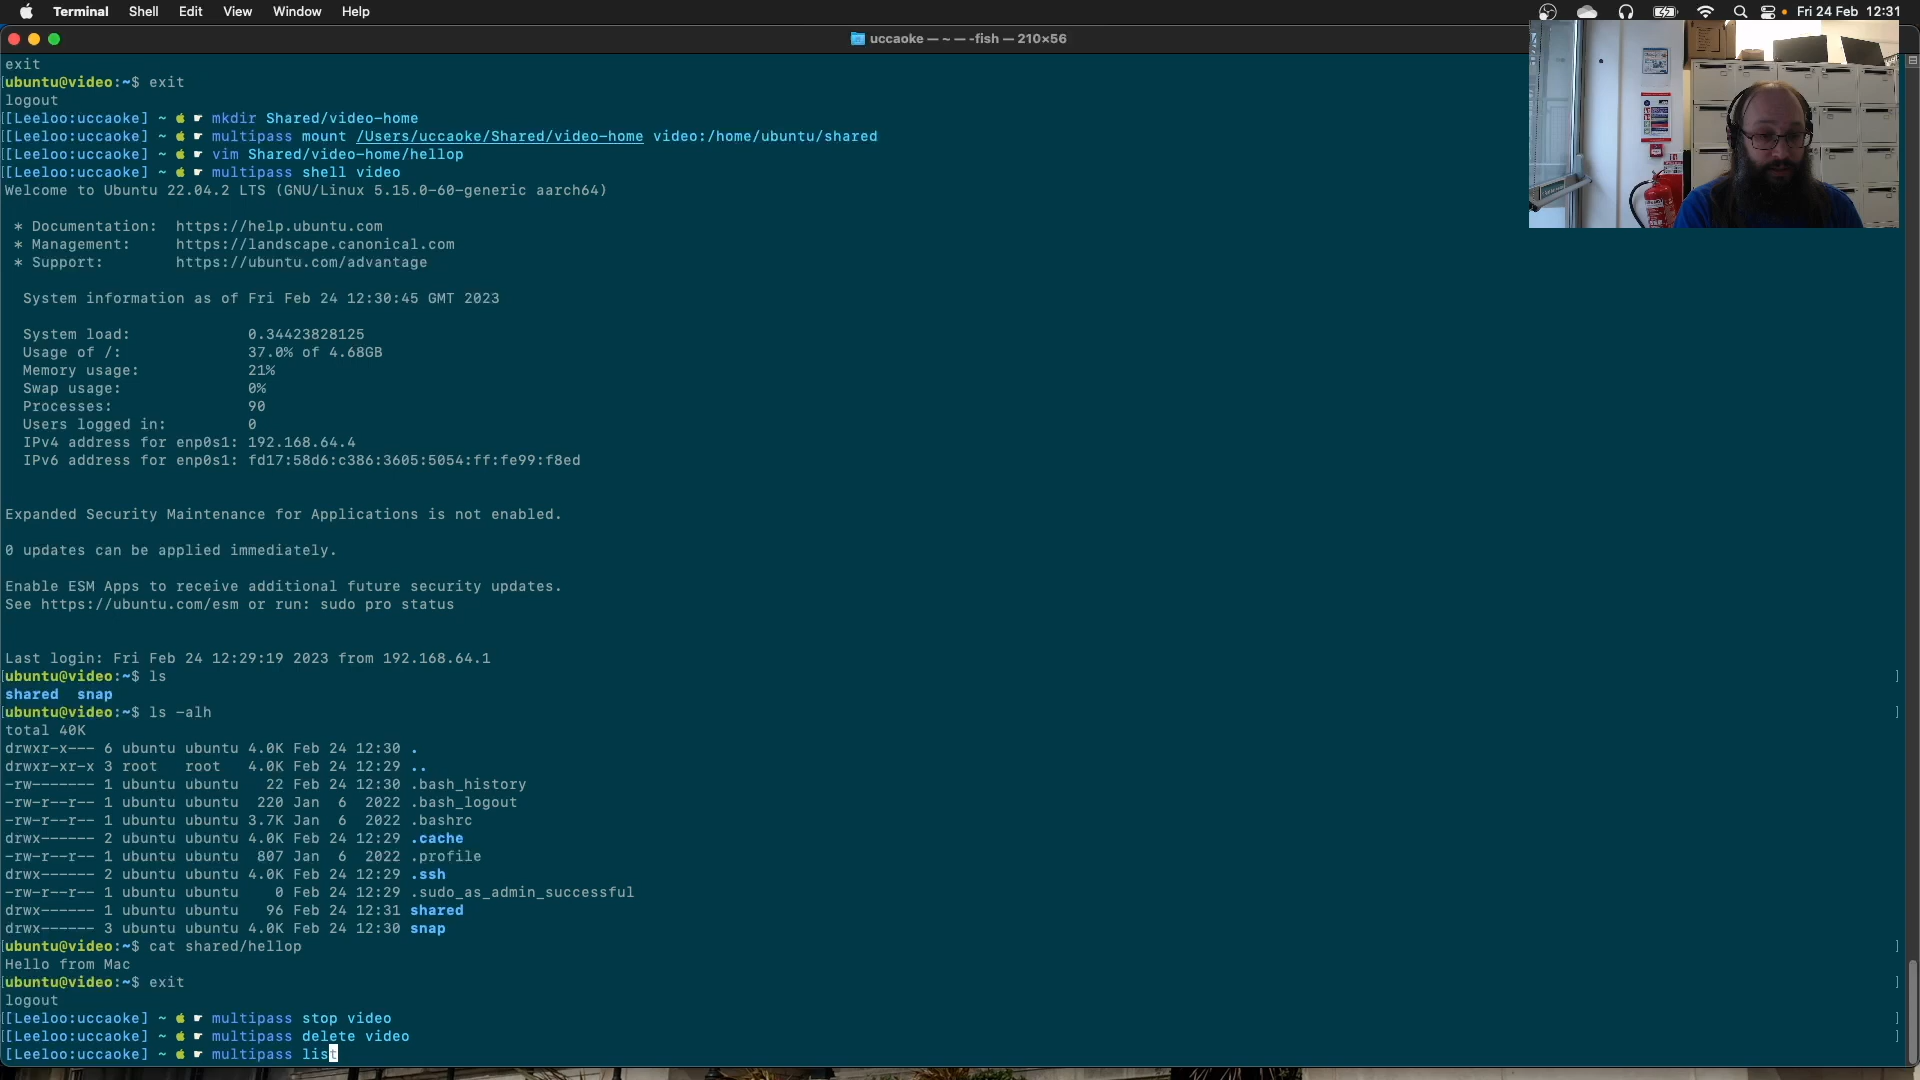 Terminal Shell Edit View Window Help Fri 24 Feb 12:31
uccaoke — ~ — -fish — 210×56
exit
[ubuntu@video:~$ exit
logout
[[Leeloo:uccaoke] ~ ☛ mkdir Shared/video-home
[[Leeloo:uccaoke] ~ ☛ multipass mount /Users/uccaoke/Shared/video-home video:/home/ubuntu/shared
[[Leeloo:uccaoke] ~ ☛ vim Shared/video-home/hellop
[[Leeloo:uccaoke] ~ ☛ multipass shell video
Welcome to Ubuntu 22.04.2 LTS (GNU/Linux 5.15.0-60-generic aarch64)
* Documentation: https://help.ubuntu.com
* Management: https://landscape.canonical.com
* Support: https://ubuntu.com/advantage
System information as of Fri Feb 24 12:30:45 GMT 2023
System load: 0.34423828125
Usage of /: 37.0% of 4.68GB
Memory usage: 21%
Swap usage: 0%
Processes: 90
Users logged in: 0
IPv4 address for enp0s1: 192.168.64.4
IPv6 address for enp0s1: fd17:58d6:c386:3605:5054:ff:fe99:f8ed
Expanded Security Maintenance for Applications is not enabled.
0 updates can be applied immediately.
Enable ESM Apps to receive additional future security updates.
See https://ubuntu.com/esm or run: sudo pro status
Last login: Fri Feb 24 12:29:19 2023 from 192.168.64.1
[ubuntu@video:~$ ls ]
shared snap
[ubuntu@video:~$ ls -alh ]
total 40K
drwxr-x--- 6 ubuntu ubuntu 4.0K Feb 24 12:30 .
drwxr-xr-x 3 root root 4.0K Feb 24 12:29 ..
-rw------- 1 ubuntu ubuntu 22 Feb 24 12:30 .bash_history
-rw-r--r-- 1 ubuntu ubuntu 220 Jan 6 2022 .bash_logout
-rw-r--r-- 1 ubuntu ubuntu 3.7K Jan 6 2022 .bashrc
drwx------ 2 ubuntu ubuntu 4.0K Feb 24 12:29 .cache
-rw-r--r-- 1 ubuntu ubuntu 807 Jan 6 2022 .profile
drwx------ 2 ubuntu ubuntu 4.0K Feb 24 12:29 .ssh
-rw-r--r-- 1 ubuntu ubuntu 0 Feb 24 12:29 .sudo_as_admin_successful
drwx------ 1 ubuntu ubuntu 96 Feb 24 12:31 shared
drwx------ 3 ubuntu ubuntu 4.0K Feb 24 12:30 snap
[ubuntu@video:~$ cat shared/hellop ]
Hello from Mac
[ubuntu@video:~$ exit ]
logout
[[Leeloo:uccaoke] ~ ☛ multipass stop video ]
[[Leeloo:uccaoke] ~ ☛ multipass delete video ]
[Leeloo:uccaoke] ~ ☛ multipass list